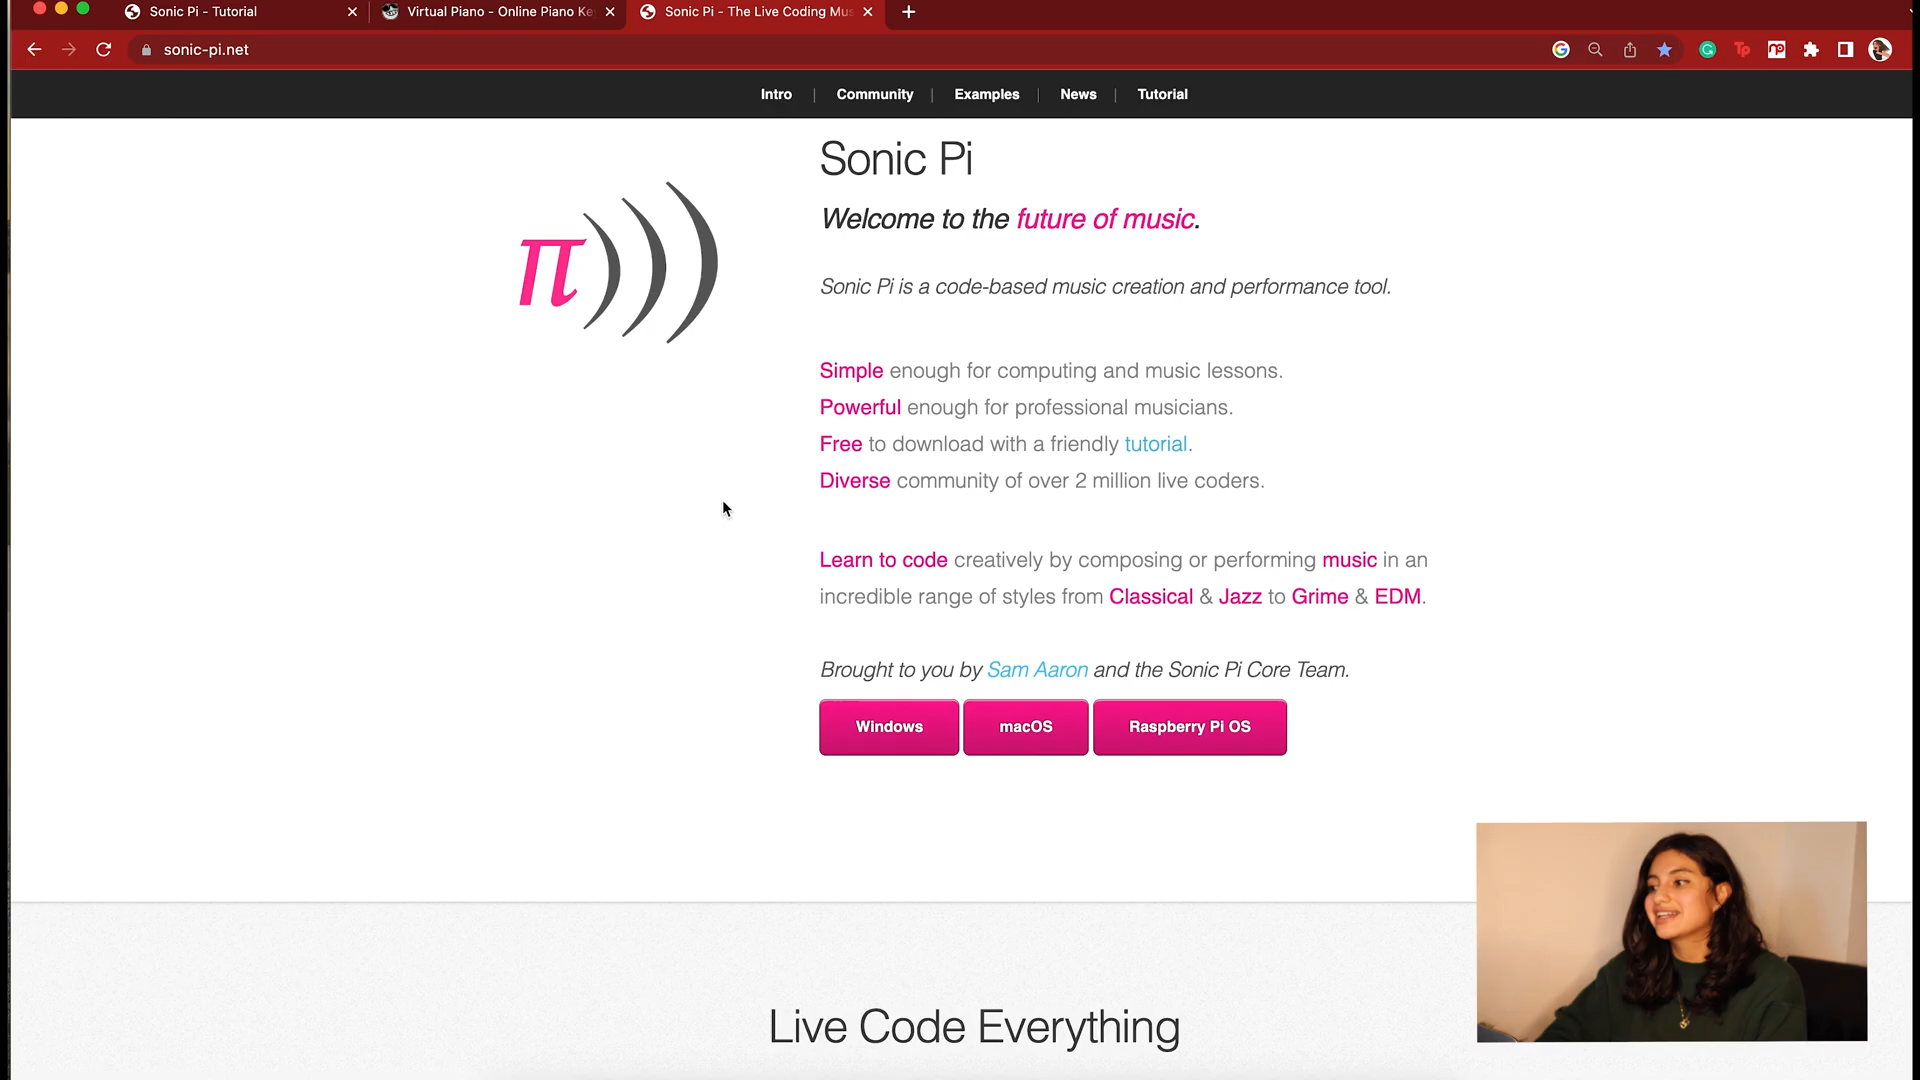 Sonic Pi - Tutorial
Virtual Piano - Online Piano Ke
Sonic Pi - The Live Coding Mus
sonic-pi.net
Intro | Community | Examples | News | Tutorial
Sonic Pi
Welcome to the future of music.
π)))
Sonic Pi is a code-based music creation and performance tool.
Simple enough for computing and music lessons.
Powerful enough for professional musicians.
Free to download with a friendly tutorial.
Diverse community of over 2 million live coders.
Learn to code creatively by composing or performing music in an
incredible range of styles from Classical & Jazz to Grime & EDM.
Brought to you by Sam Aaron and the Sonic Pi Core Team.
Windows
macOS
Raspberry Pi OS
Live Code Everything